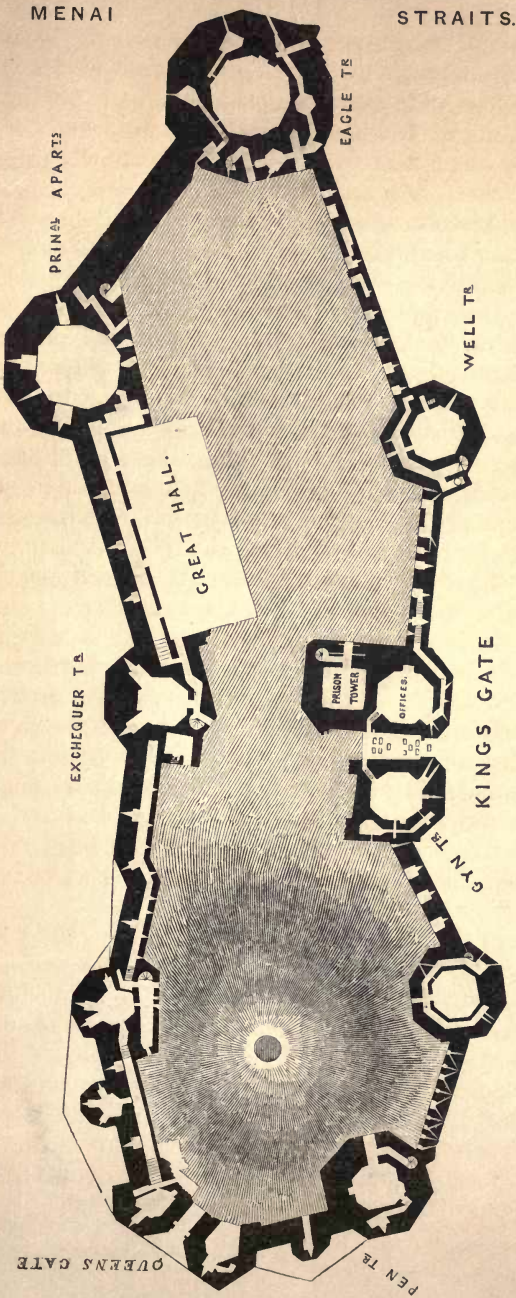 MENAI STRAITS.
EAGLE TR
PRINAL APARTS
WELL TR
GREAT HALL.
EXCHEQUER TR
PRISON
TOWER
OFFICES.
KINGS GATE
GYN TR
QUEENS GATE
PEN TR